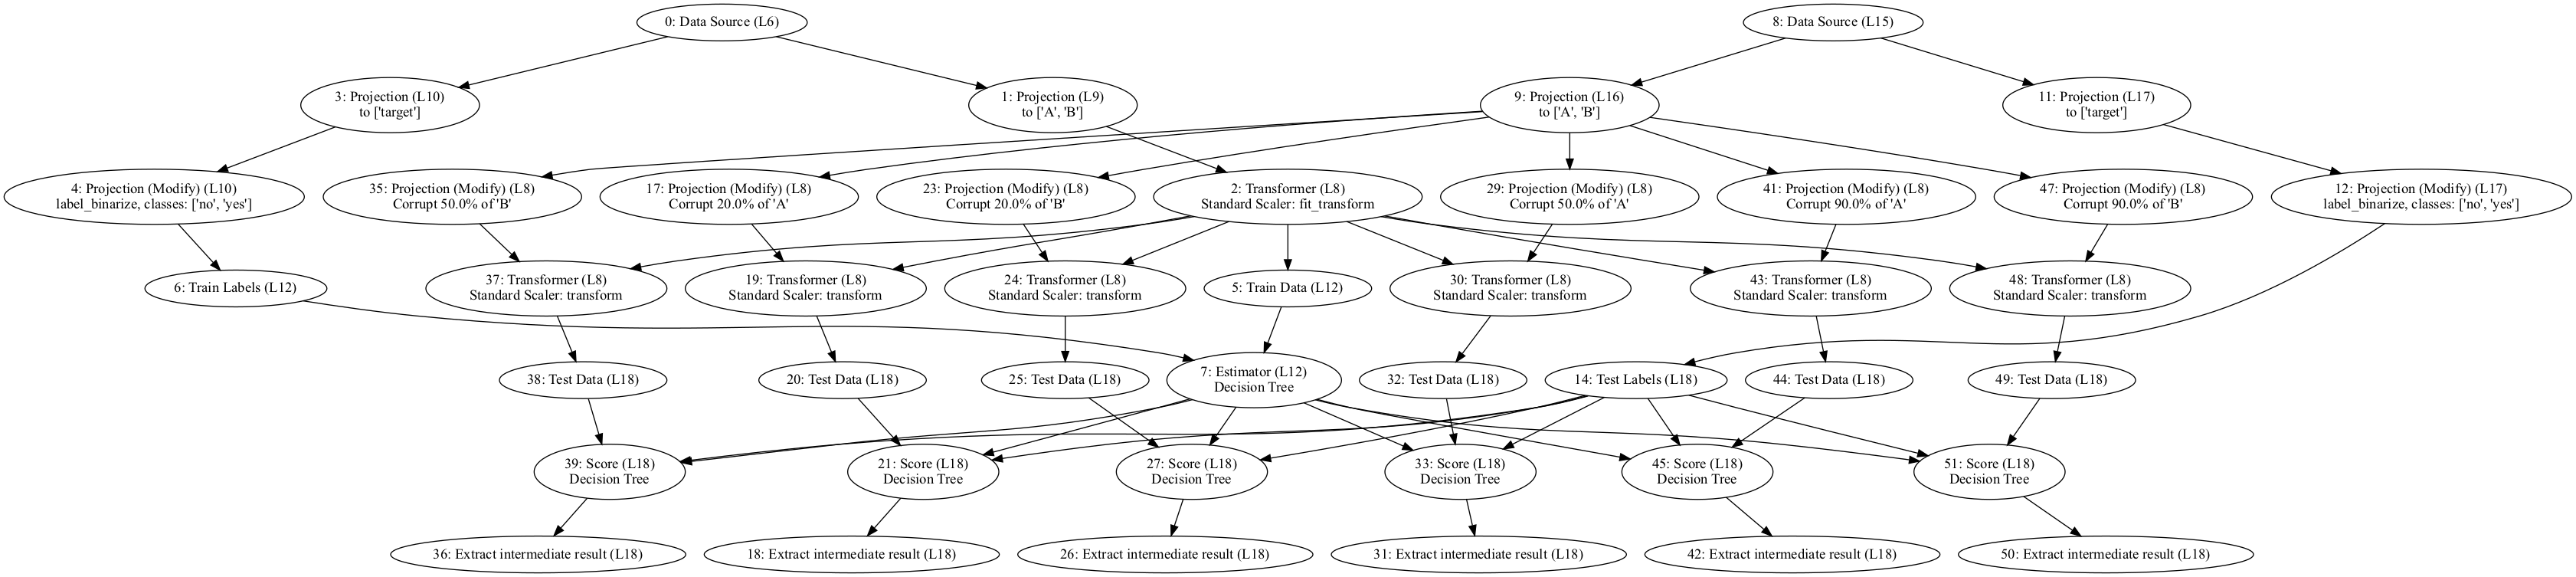 0: Data Source (L6)
8: Data Source (L15)
3: Projection (L10)
to ['target']
1: Projection (L9)
to ['A', 'B']
9: Projection (L16)
to ['A', 'B']
11: Projection (L17)
to ['target']
4: Projection (Modify) (L10)
label_binarize, classes: ['no', 'yes']
35: Projection (Modify) (L8)
Corrupt 50.0% of 'B'
17: Projection (Modify) (L8)
Corrupt 20.0% of 'A'
23: Projection (Modify) (L8)
Corrupt 20.0% of 'B'
2: Transformer (L8)
Standard Scaler: fit_transform
29: Projection (Modify) (L8)
Corrupt 50.0% of 'A'
41: Projection (Modify) (L8)
Corrupt 90.0% of 'A'
47: Projection (Modify) (L8)
Corrupt 90.0% of 'B'
12: Projection (Modify) (L17)
label_binarize, classes: ['no', 'yes']
6: Train Labels (L12)
37: Transformer (L8)
Standard Scaler: transform
19: Transformer (L8)
Standard Scaler: transform
24: Transformer (L8)
Standard Scaler: transform
5: Train Data (L12)
30: Transformer (L8)
Standard Scaler: transform
43: Transformer (L8)
Standard Scaler: transform
48: Transformer (L8)
Standard Scaler: transform
38: Test Data (L18)
20: Test Data (L18)
25: Test Data (L18)
7: Estimator (L12)
Decision Tree
32: Test Data (L18)
14: Test Labels (L18)
44: Test Data (L18)
49: Test Data (L18)
39: Score (L18)
Decision Tree
21: Score (L18)
Decision Tree
27: Score (L18)
Decision Tree
33: Score (L18)
Decision Tree
45: Score (L18)
Decision Tree
51: Score (L18)
Decision Tree
36: Extract intermediate result (L18)
18: Extract intermediate result (L18)
26: Extract intermediate result (L18)
31: Extract intermediate result (L18)
42: Extract intermediate result (L18)
50: Extract intermediate result (L18)